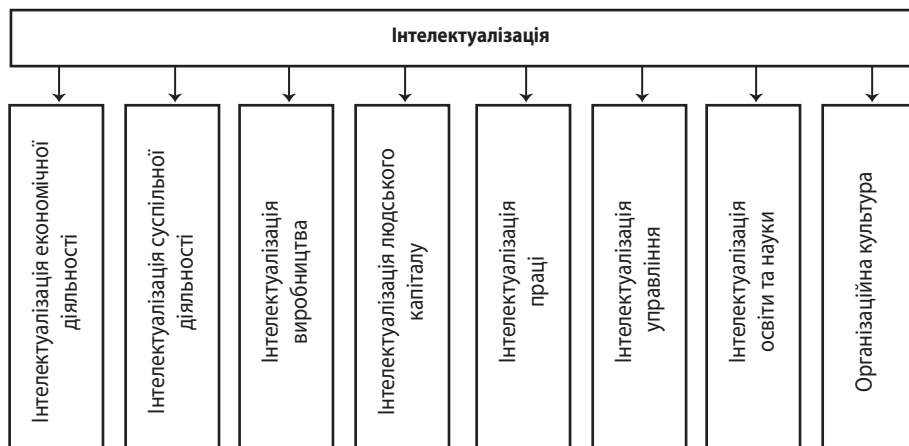 Інтелектуалізація
Інтелектуалізація економічної
діяльності
Інтелектуалізація суспільної
діяльності
Інтелектуалізація
виробництва
Інтелектуалізація людського
капіталу
Інтелектуалізація
праці
Інтелектуалізація
управління
Інтелектуалізація
освіти та науки
Організаційна культура